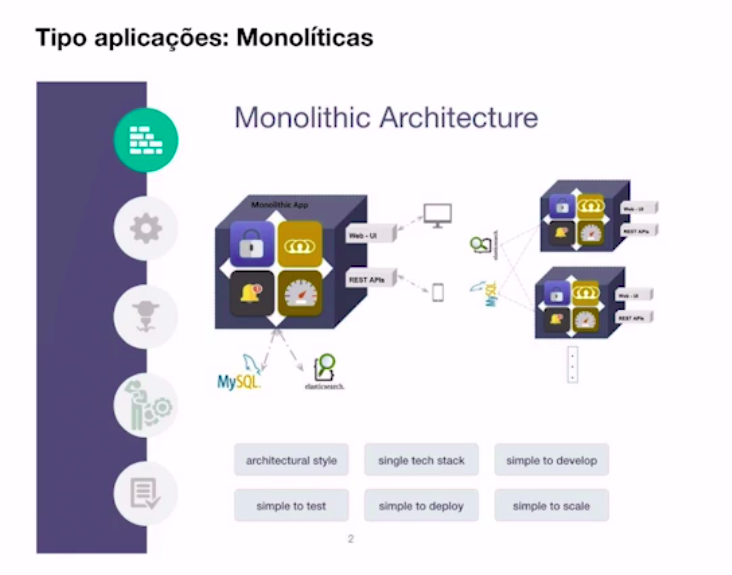 Tipo aplicações: Monolíticas
Monolithic Architecture
Monolithic App
Web - UI
REST APIs
MySQL.
elasticsearch.
elasticsearch.
MySQL
Web - UI
REST APIs
Web - UI
REST APIs
architectural style
single tech stack
simple to develop
simple to test
simple to deploy
simple to scale
2